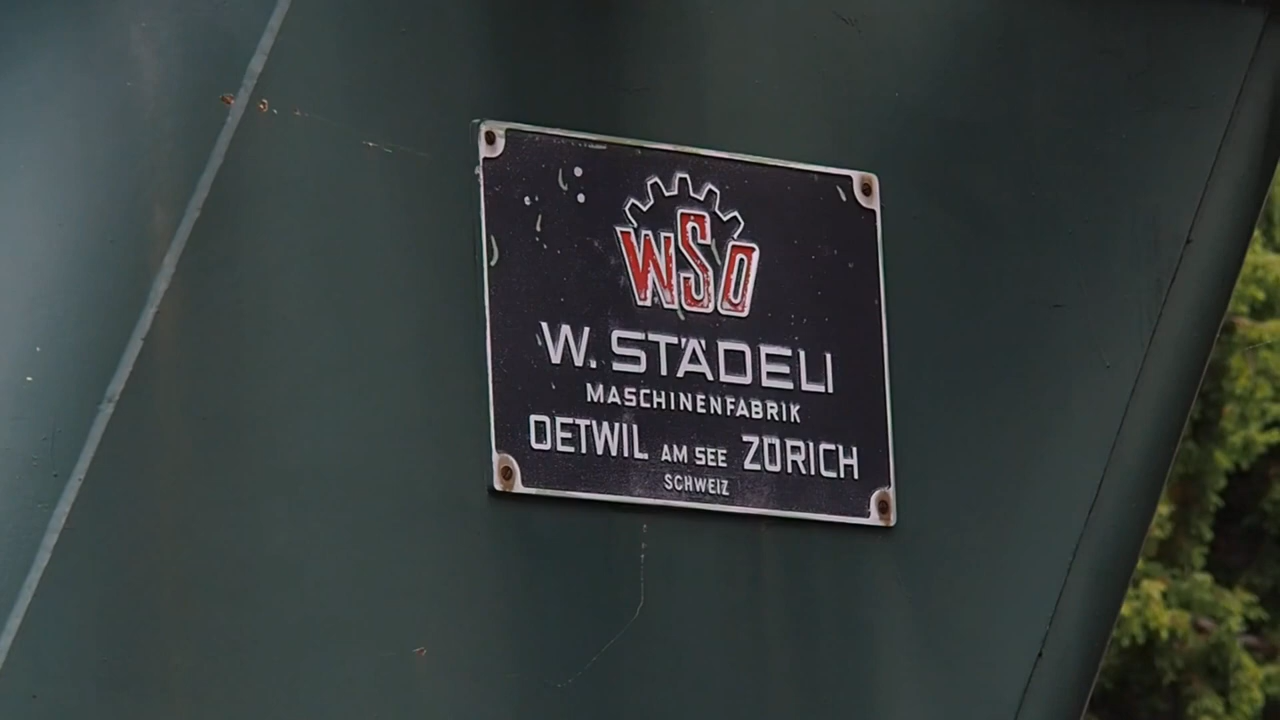 WSO
W. STÄDELI
MASCHINENFABRIK
OETWIL AM SEE ZÜRICH
SCHWEIZ